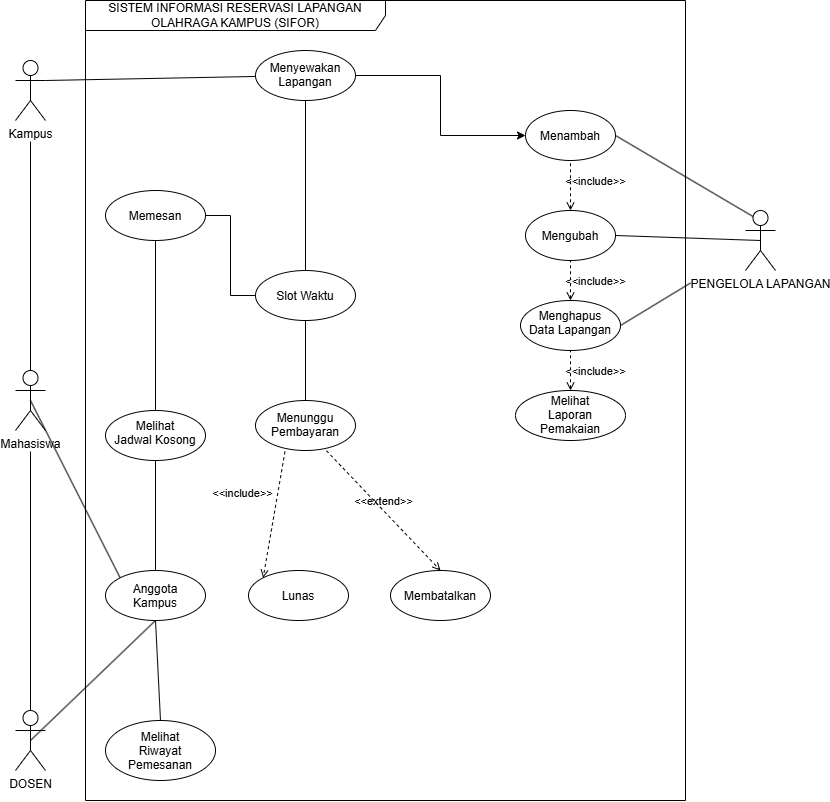 SISTEM INFORMASI RESERVASI LAPANGAN
OLAHRAGA KAMPUS (SIFOR)
Kampus
Menyewakan
Lapangan
Menambah
<<include>>
Memesan
Mengubah
PENGELOLA LAPANGAN
<<include>>
Slot Waktu
Menghapus
Data Lapangan
<<include>>
Melihat
Laporan
Pemakaian
Mahasiswa
Melihat
Jadwal Kosong
Menunggu
Pembayaran
<<include>>
<<extend>>
Anggota
Kampus
Lunas
Membatalkan
Melihat
Riwayat
Pemesanan
DOSEN